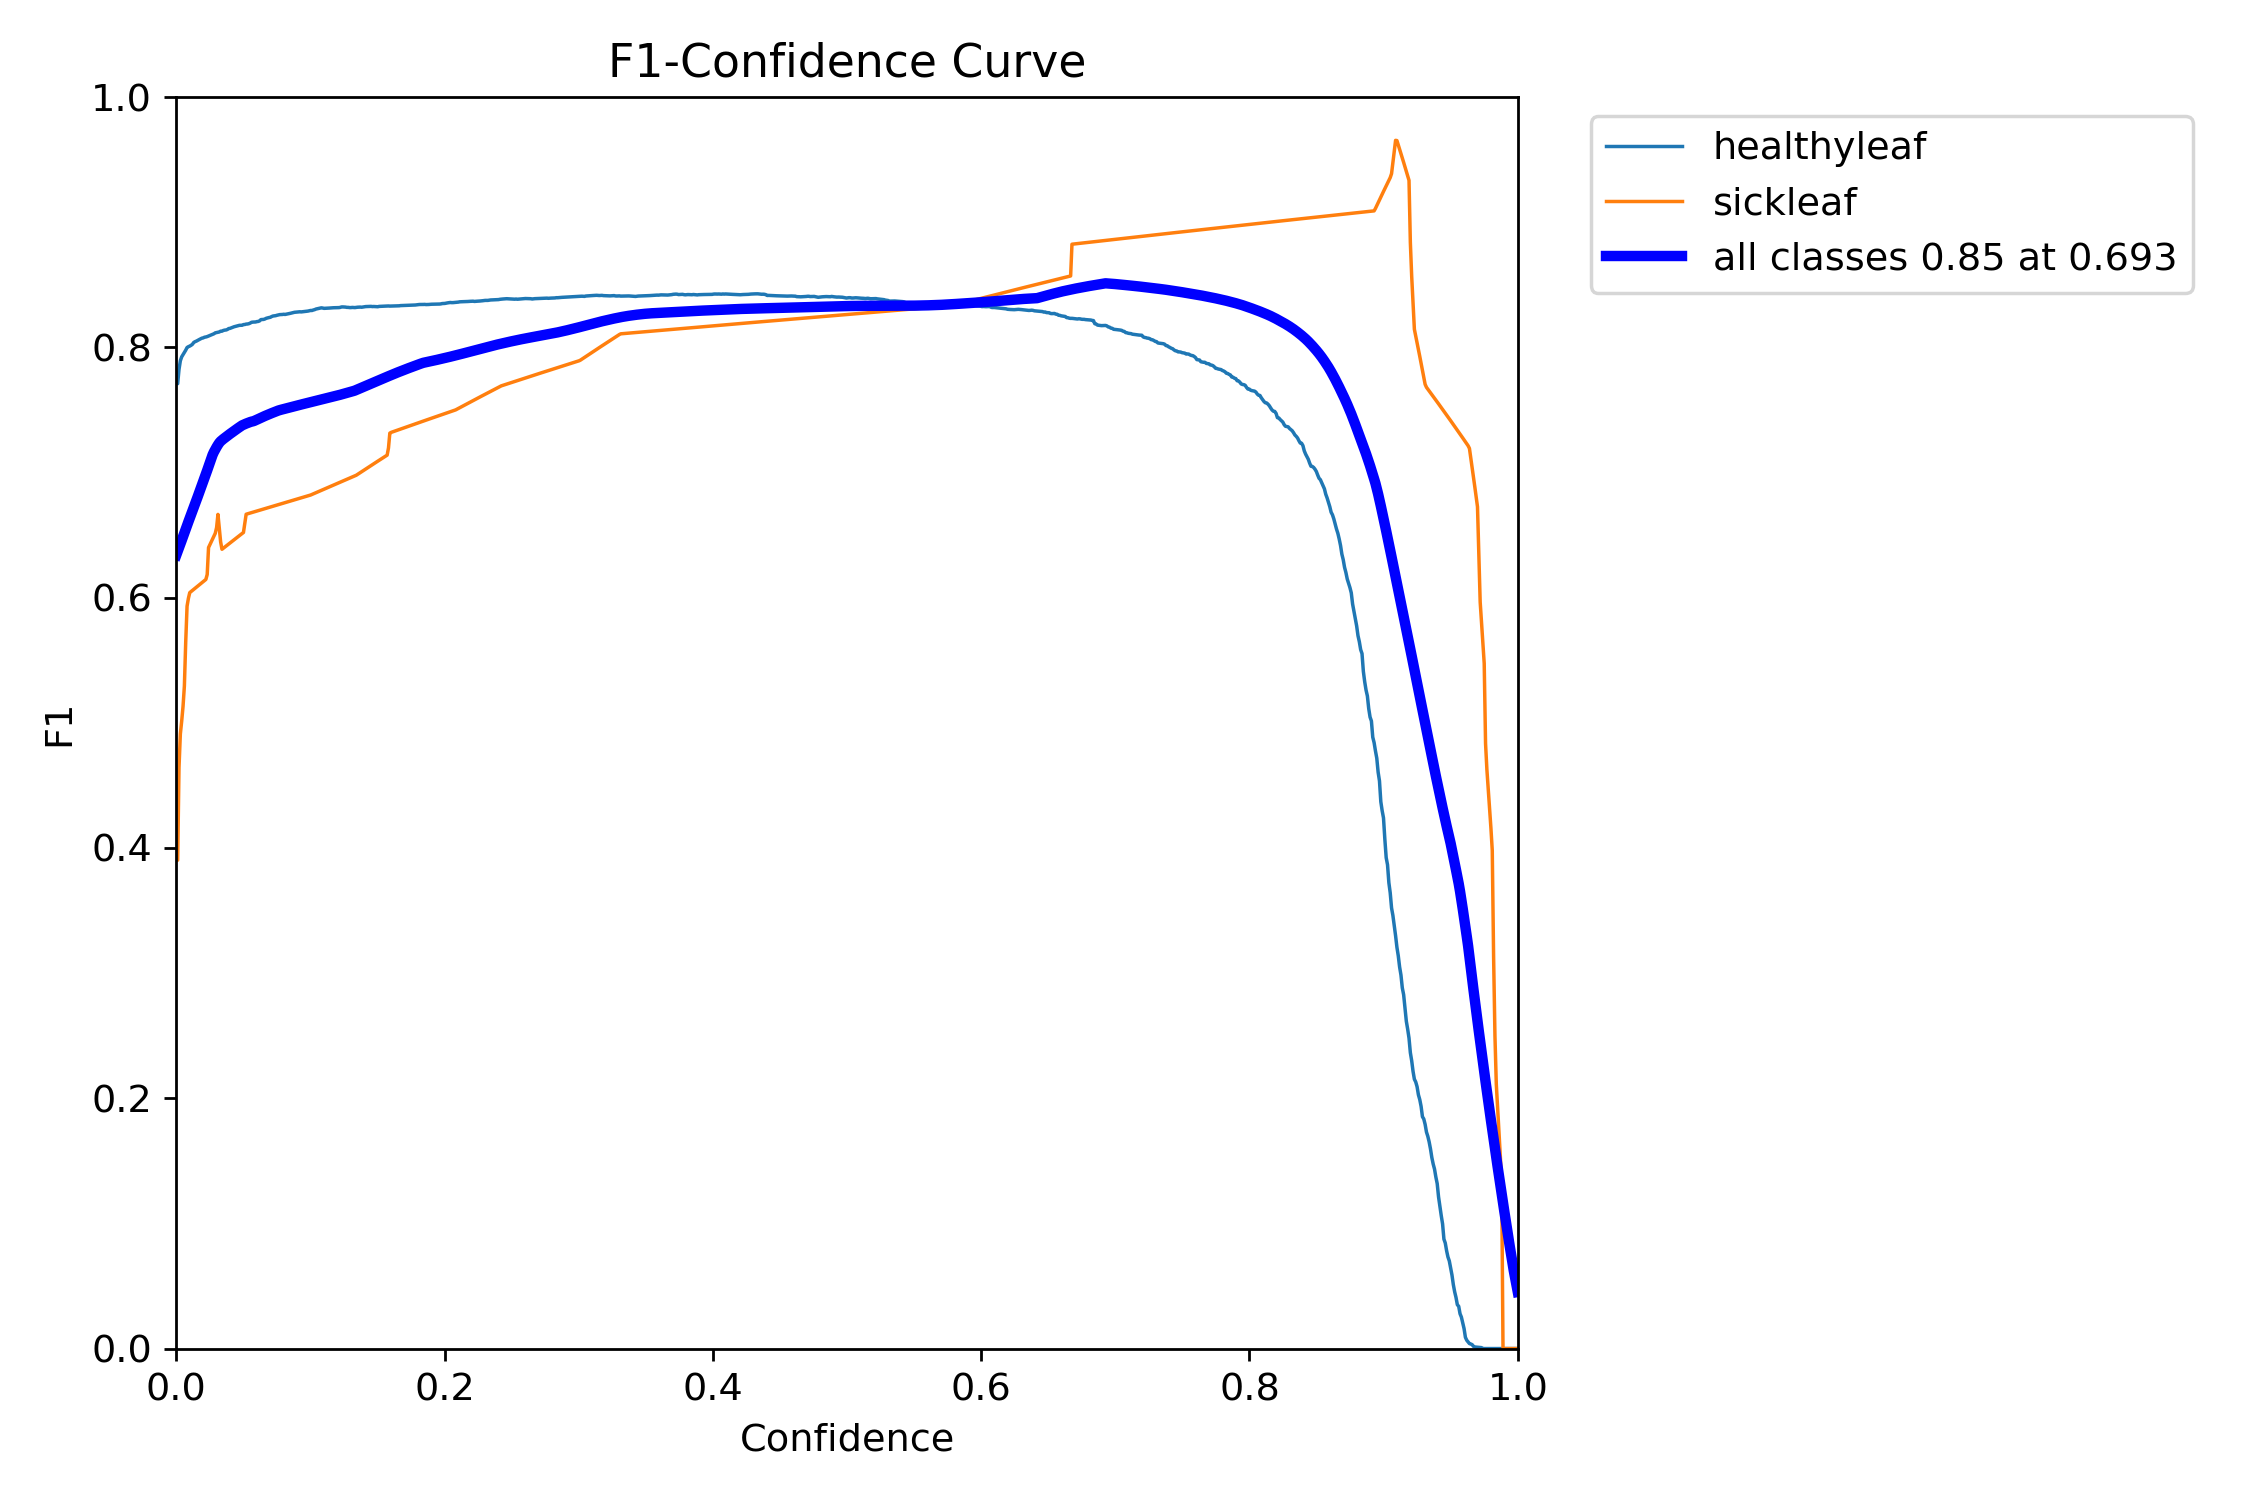 F1-Confidence Curve
1.0
0.8
0.6
0.4
0.2
0.0
F1
0.0 0.2 0.4 0.6 0.8 1.0
Confidence
healthyleaf
sickleaf
all classes 0.85 at 0.693